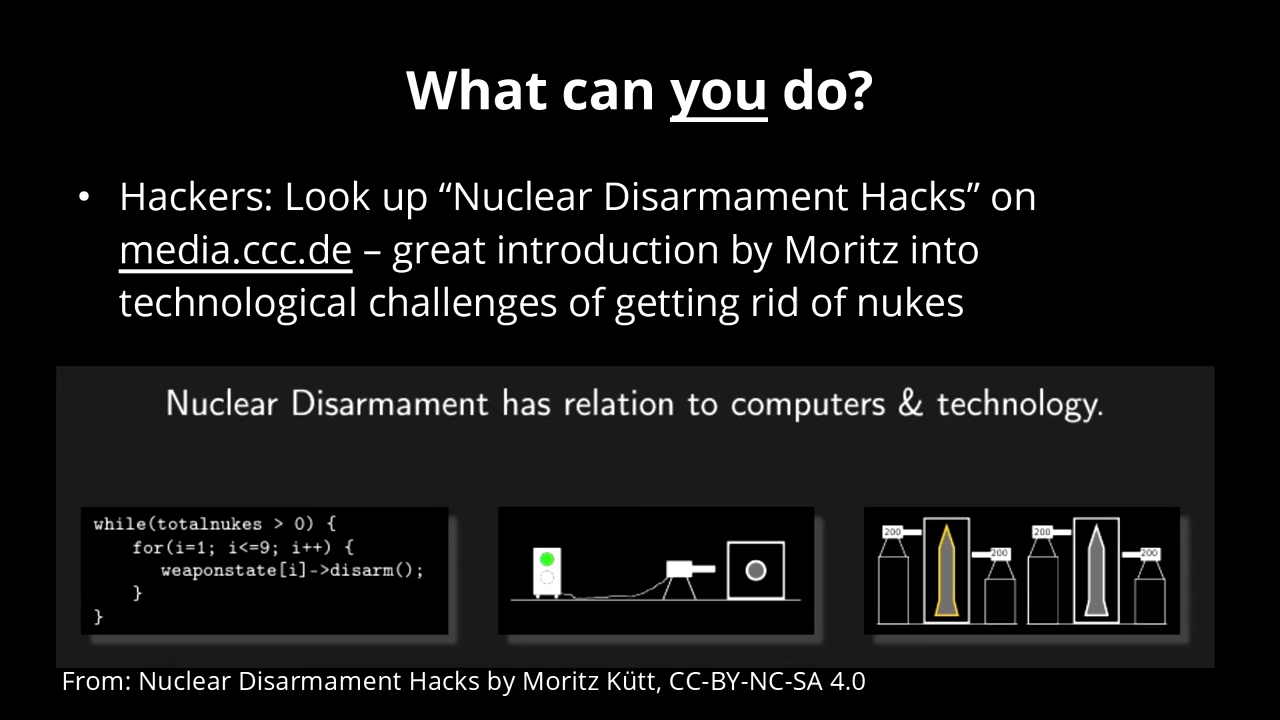 What can you do?
• Hackers: Look up “Nuclear Disarmament Hacks” on
media.ccc.de – great introduction by Moritz into
technological challenges of getting rid of nukes
Nuclear Disarmament has relation to computers & technology.
while(totalnukes > 0) {
for(i=1; i<=9; i++) {
weaponstate[i]->disarm();
}
}
200
200
200
200
From: Nuclear Disarmament Hacks by Moritz Kütt, CC-BY-NC-SA 4.0